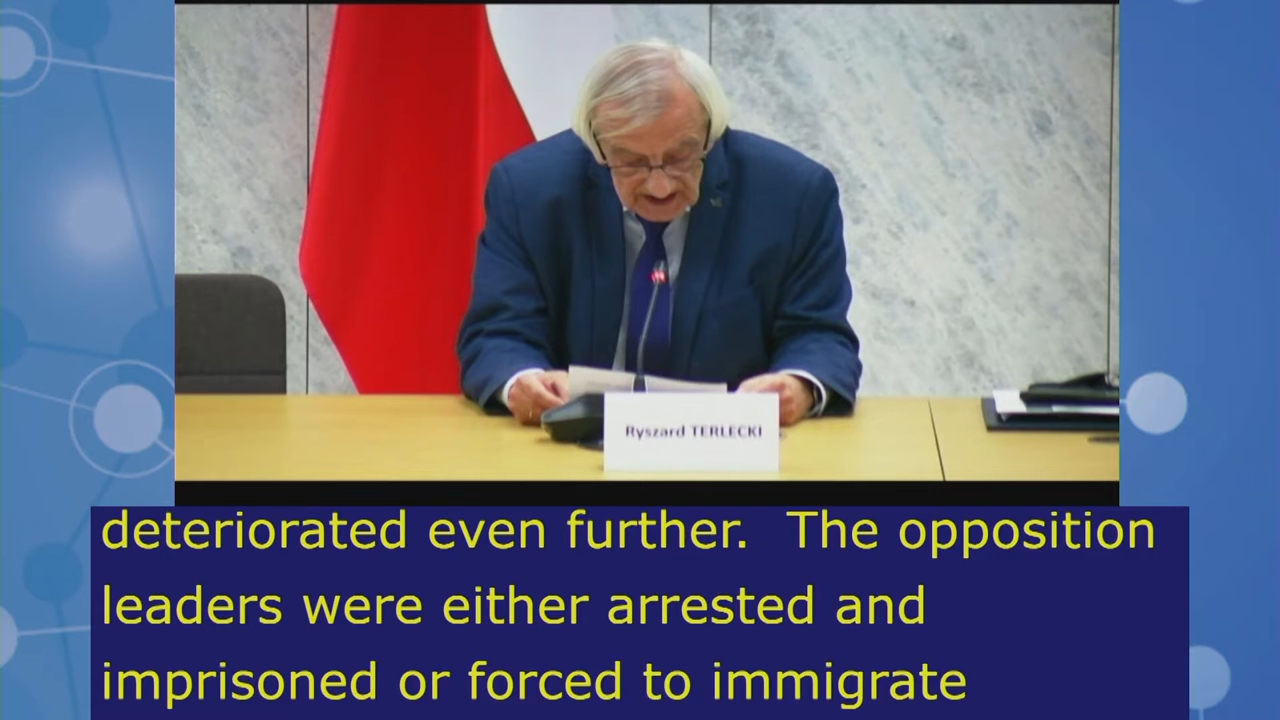 Ryszard TERLECKI
deteriorated even further.  The opposition
leaders were either arrested and
imprisoned or forced to immigrate